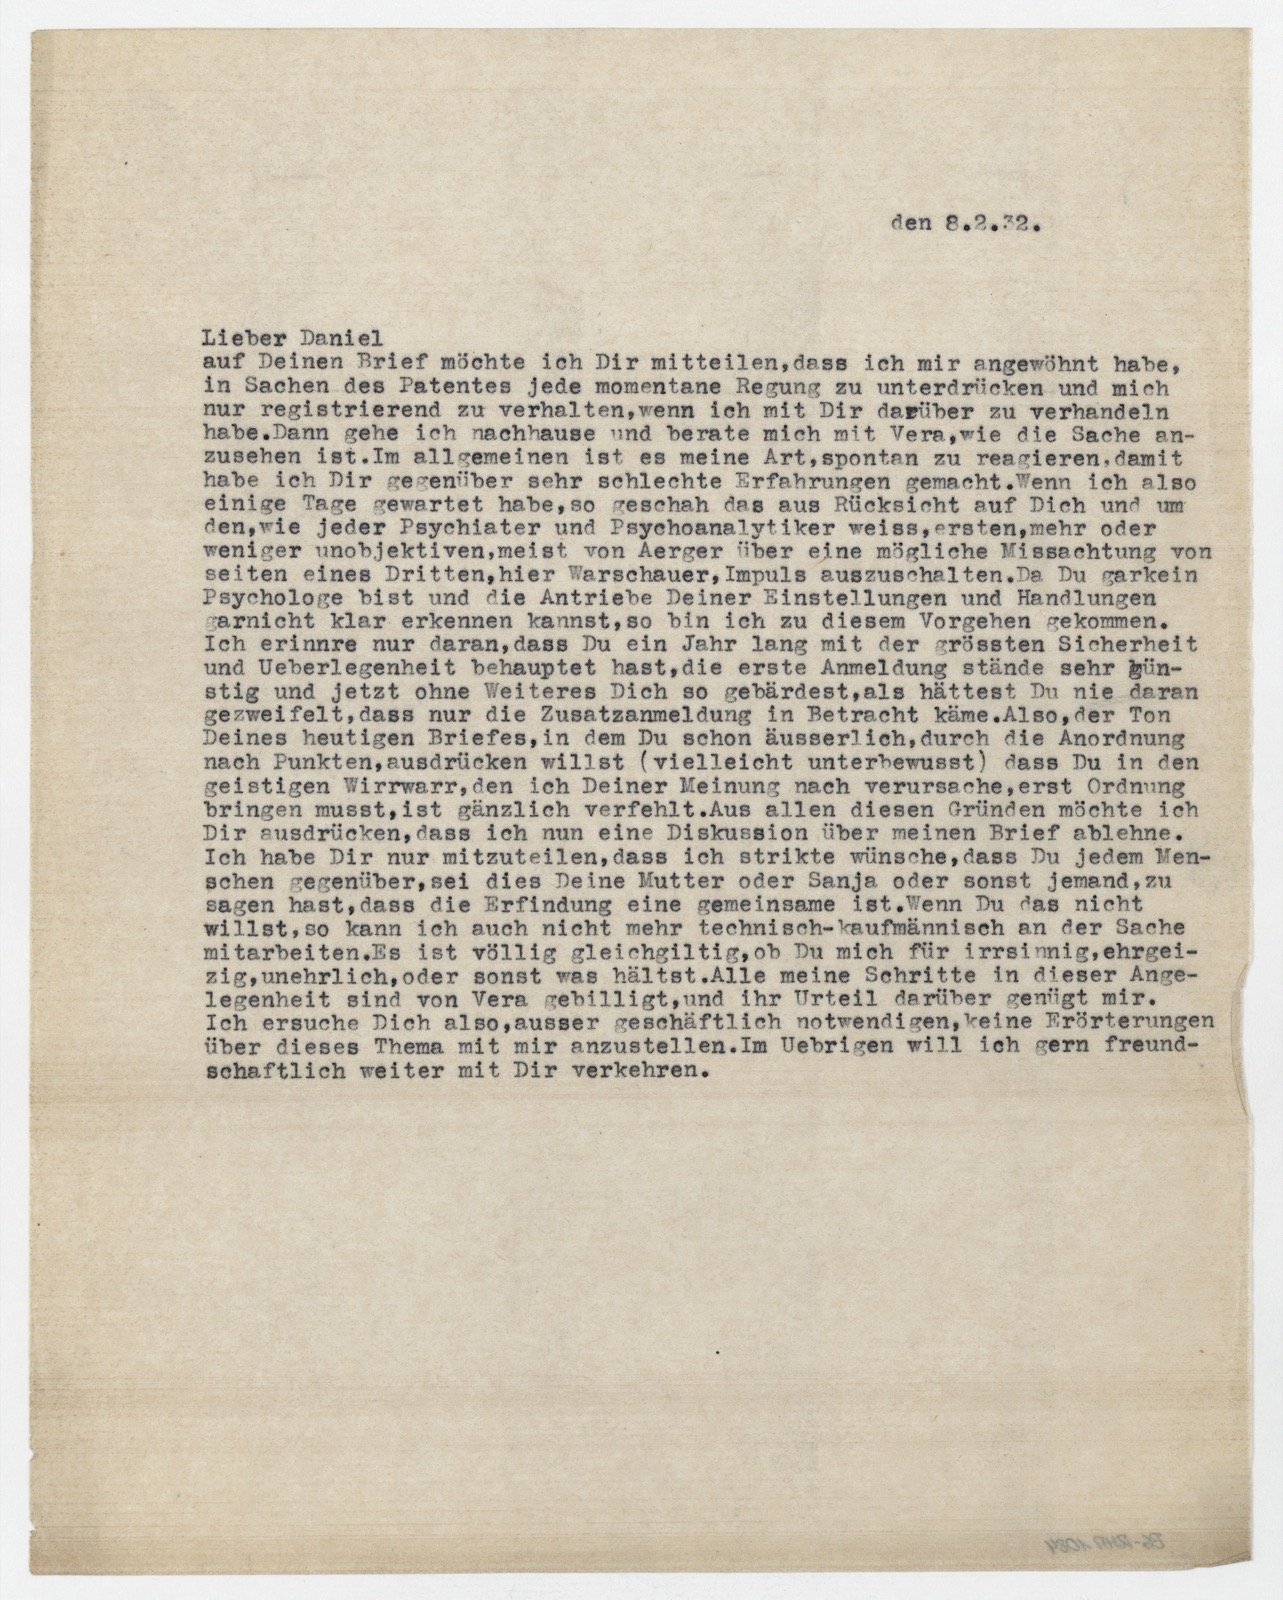 den 8.2.32.
Lieber Daniel
auf Deinen Brief möchte ich Dir mitteilen,dass ich mir angewöhnt habe,
in Sachen des Patentes jede momentane Regung zu unterdrücken und mich
nur registrierend zu verhalten,wenn ich mit Dir darüber zu verhandeln
habe.Dann gehe ich nachhause und berate mich mit Vera,wie die Sache an-
zusehen ist.Im allgemeinen ist es meine Art,spontan zu reagieren,damit
habe ich Dir gegenüber sehr schlechte Erfahrungen gemacht.Wenn ich also
einige Tage gewartet habe,so geschah das aus Rücksicht auf Dich und um
den,wie jeder Psychiater und Psychoanalytiker weiss,ersten,mehr oder
weniger unobjektiven,meist von Aerger über eine mögliche Missachtung von
seiten eines Dritten,hier Warschauer,Impuls auszuschalten.Da Du garkein
Psychologe bist und die Antriebe Deiner Einstellungen und Handlungen
garnicht klar erkennen kannst,so bin ich zu diesem Vorgehen gekommen.
Ich erinnre nur daran,dass Du ein Jahr lang mit der grössten Sicherheit
und Ueberlegenheit behauptet hast,die erste Anmeldung stände sehr gün-
stig und jetzt ohne Weiteres Dich so gebärdest,als hättest Du nie daran
gezweifelt,dass nur die Zusatzanmeldung in Betracht käme.Also,der Ton
Deines heutigen Briefes,in dem Du schon äusserlich,durch die Anordnung
nach Punkten,ausdrücken willst (vielleicht unterbewusst) dass Du in den
geistigen Wirrwarr,den ich Deiner Meinung nach verursache,erst Ordnung
bringen musst,ist gänzlich verfehlt.Aus allen diesen Gründen möchte ich
Dir ausdrücken,dass ich nun eine Diskussion über meinen Brief ablehne.
Ich habe Dir nur mitzuteilen,dass ich strikte wünsche,dass Du jedem Men-
schen gegenüber,sei dies Deine Mutter oder Sanja oder sonst jemand,zu
sagen hast,dass die Erfindung eine gemeinsame ist.Wenn Du das nicht
willst,so kann ich auch nicht mehr technisch-kaufmännisch an der Sache
mitarbeiten.Es ist völlig gleichgiltig,ob Du mich für irrsinnig,ehrgei-
zig,unehrlich,oder sonst was hältst.Alle meine Schritte in dieser Ange-
legenheit sind von Vera gebilligt,und ihr Urteil darüber genügt mir.
Ich ersuche Dich also,ausser geschäftlich notwendigen,keine Erörterungen
über dieses Thema mit mir anzustellen.Im Uebrigen will ich gern freund-
schaftlich weiter mit Dir verkehren.